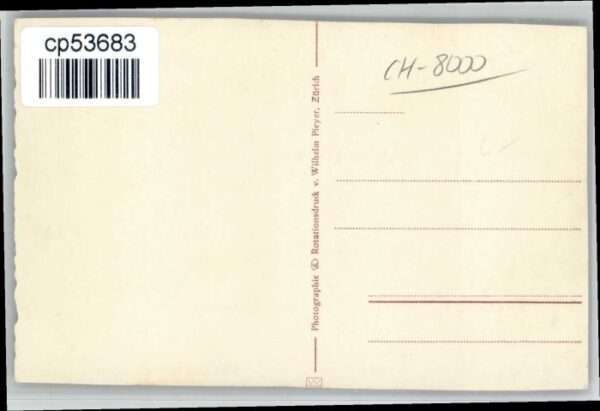 cp53683
CH-8000
Photographie & Rotationsdruck v. Wilhelm Pleyer, Zürich